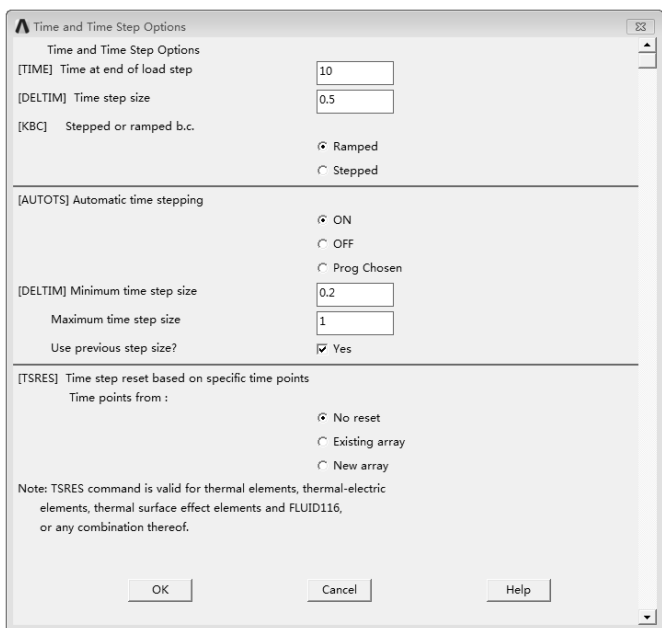 Time and Time Step Options
Time and Time Step Options
[TIME] Time at end of load step 10
[DELTIM] Time step size 0.5
[KBC] Stepped or ramped b.c.
Ramped
Stepped
[AUTOTS] Automatic time stepping
ON
OFF
Prog Chosen
[DELTIM] Minimum time step size 0.2
Maximum time step size 1
Use previous step size? Yes
[TSRES] Time step reset based on specific time points
Time points from :
No reset
Existing array
New array
Note: TSRES command is valid for thermal elements, thermal-electric
elements, thermal surface effect elements and FLUID116,
or any combination thereof.
OK Cancel Help